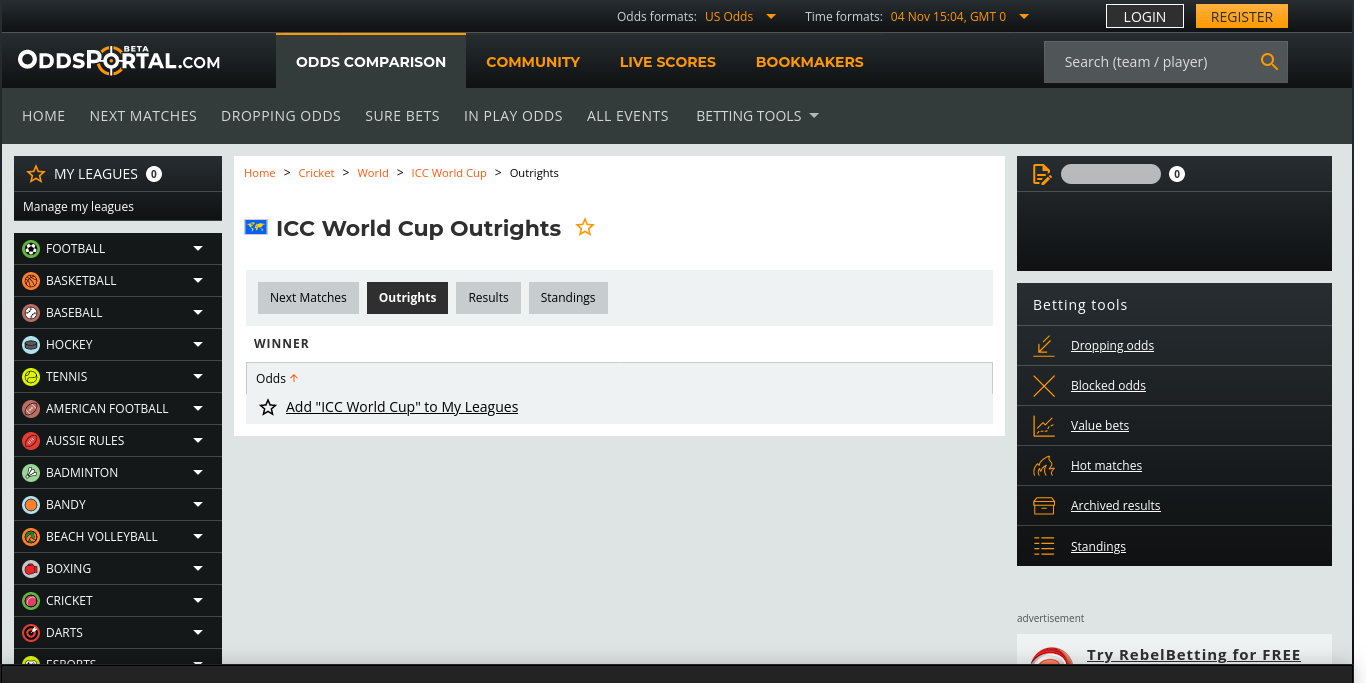 Odds formats: US Odds Time formats: 04 Nov 15:04, GMT 0 LOGIN REGISTER
BETA
ODDSPORTAL.COM
ODDS COMPARISON COMMUNITY LIVE SCORES BOOKMAKERS Search (team / player)
HOME NEXT MATCHES DROPPING ODDS SURE BETS IN PLAY ODDS ALL EVENTS BETTING TOOLS
MY LEAGUES 0
Manage my leagues
FOOTBALL
BASKETBALL
BASEBALL
HOCKEY
TENNIS
AMERICAN FOOTBALL
AUSSIE RULES
BADMINTON
BANDY
BEACH VOLLEYBALL
BOXING
CRICKET
DARTS
ESPORTS
Home > Cricket > World > ICC World Cup > Outrights
ICC World Cup Outrights
Next Matches Outrights Results Standings
WINNER
Odds
Add "ICC World Cup" to My Leagues
0
Betting tools
Dropping odds
Blocked odds
Value bets
Hot matches
Archived results
Standings
advertisement
Try RebelBetting for FREE